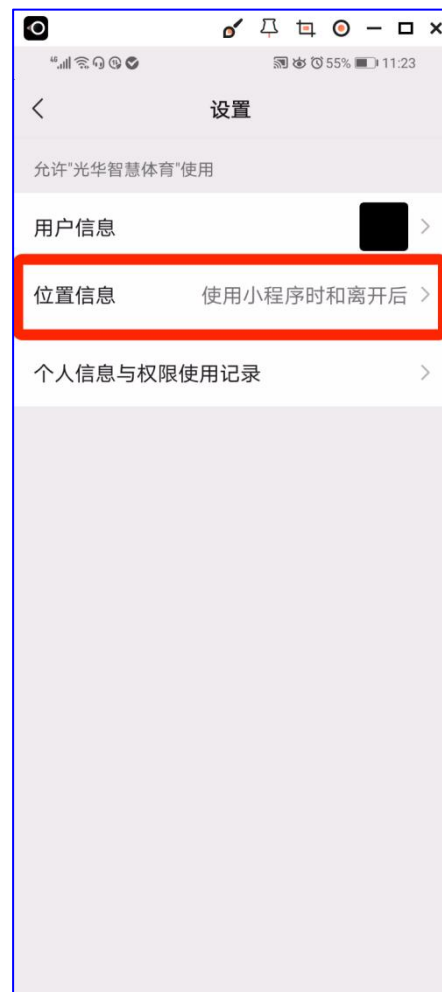 55% 11:23
设置
允许"光华智慧体育"使用
用户信息
位置信息 使用小程序时和离开后
个人信息与权限使用记录